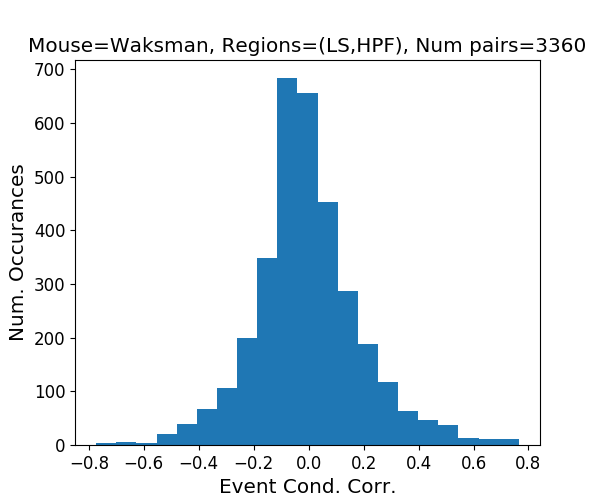 Mouse=Waksman, Regions=(LS,HPF), Num pairs=3360
700
600
500
400
300
200
100
0
Num. Occurances
−0.8 −0.6 −0.4 −0.2 0.0 0.2 0.4 0.6 0.8
Event Cond. Corr.